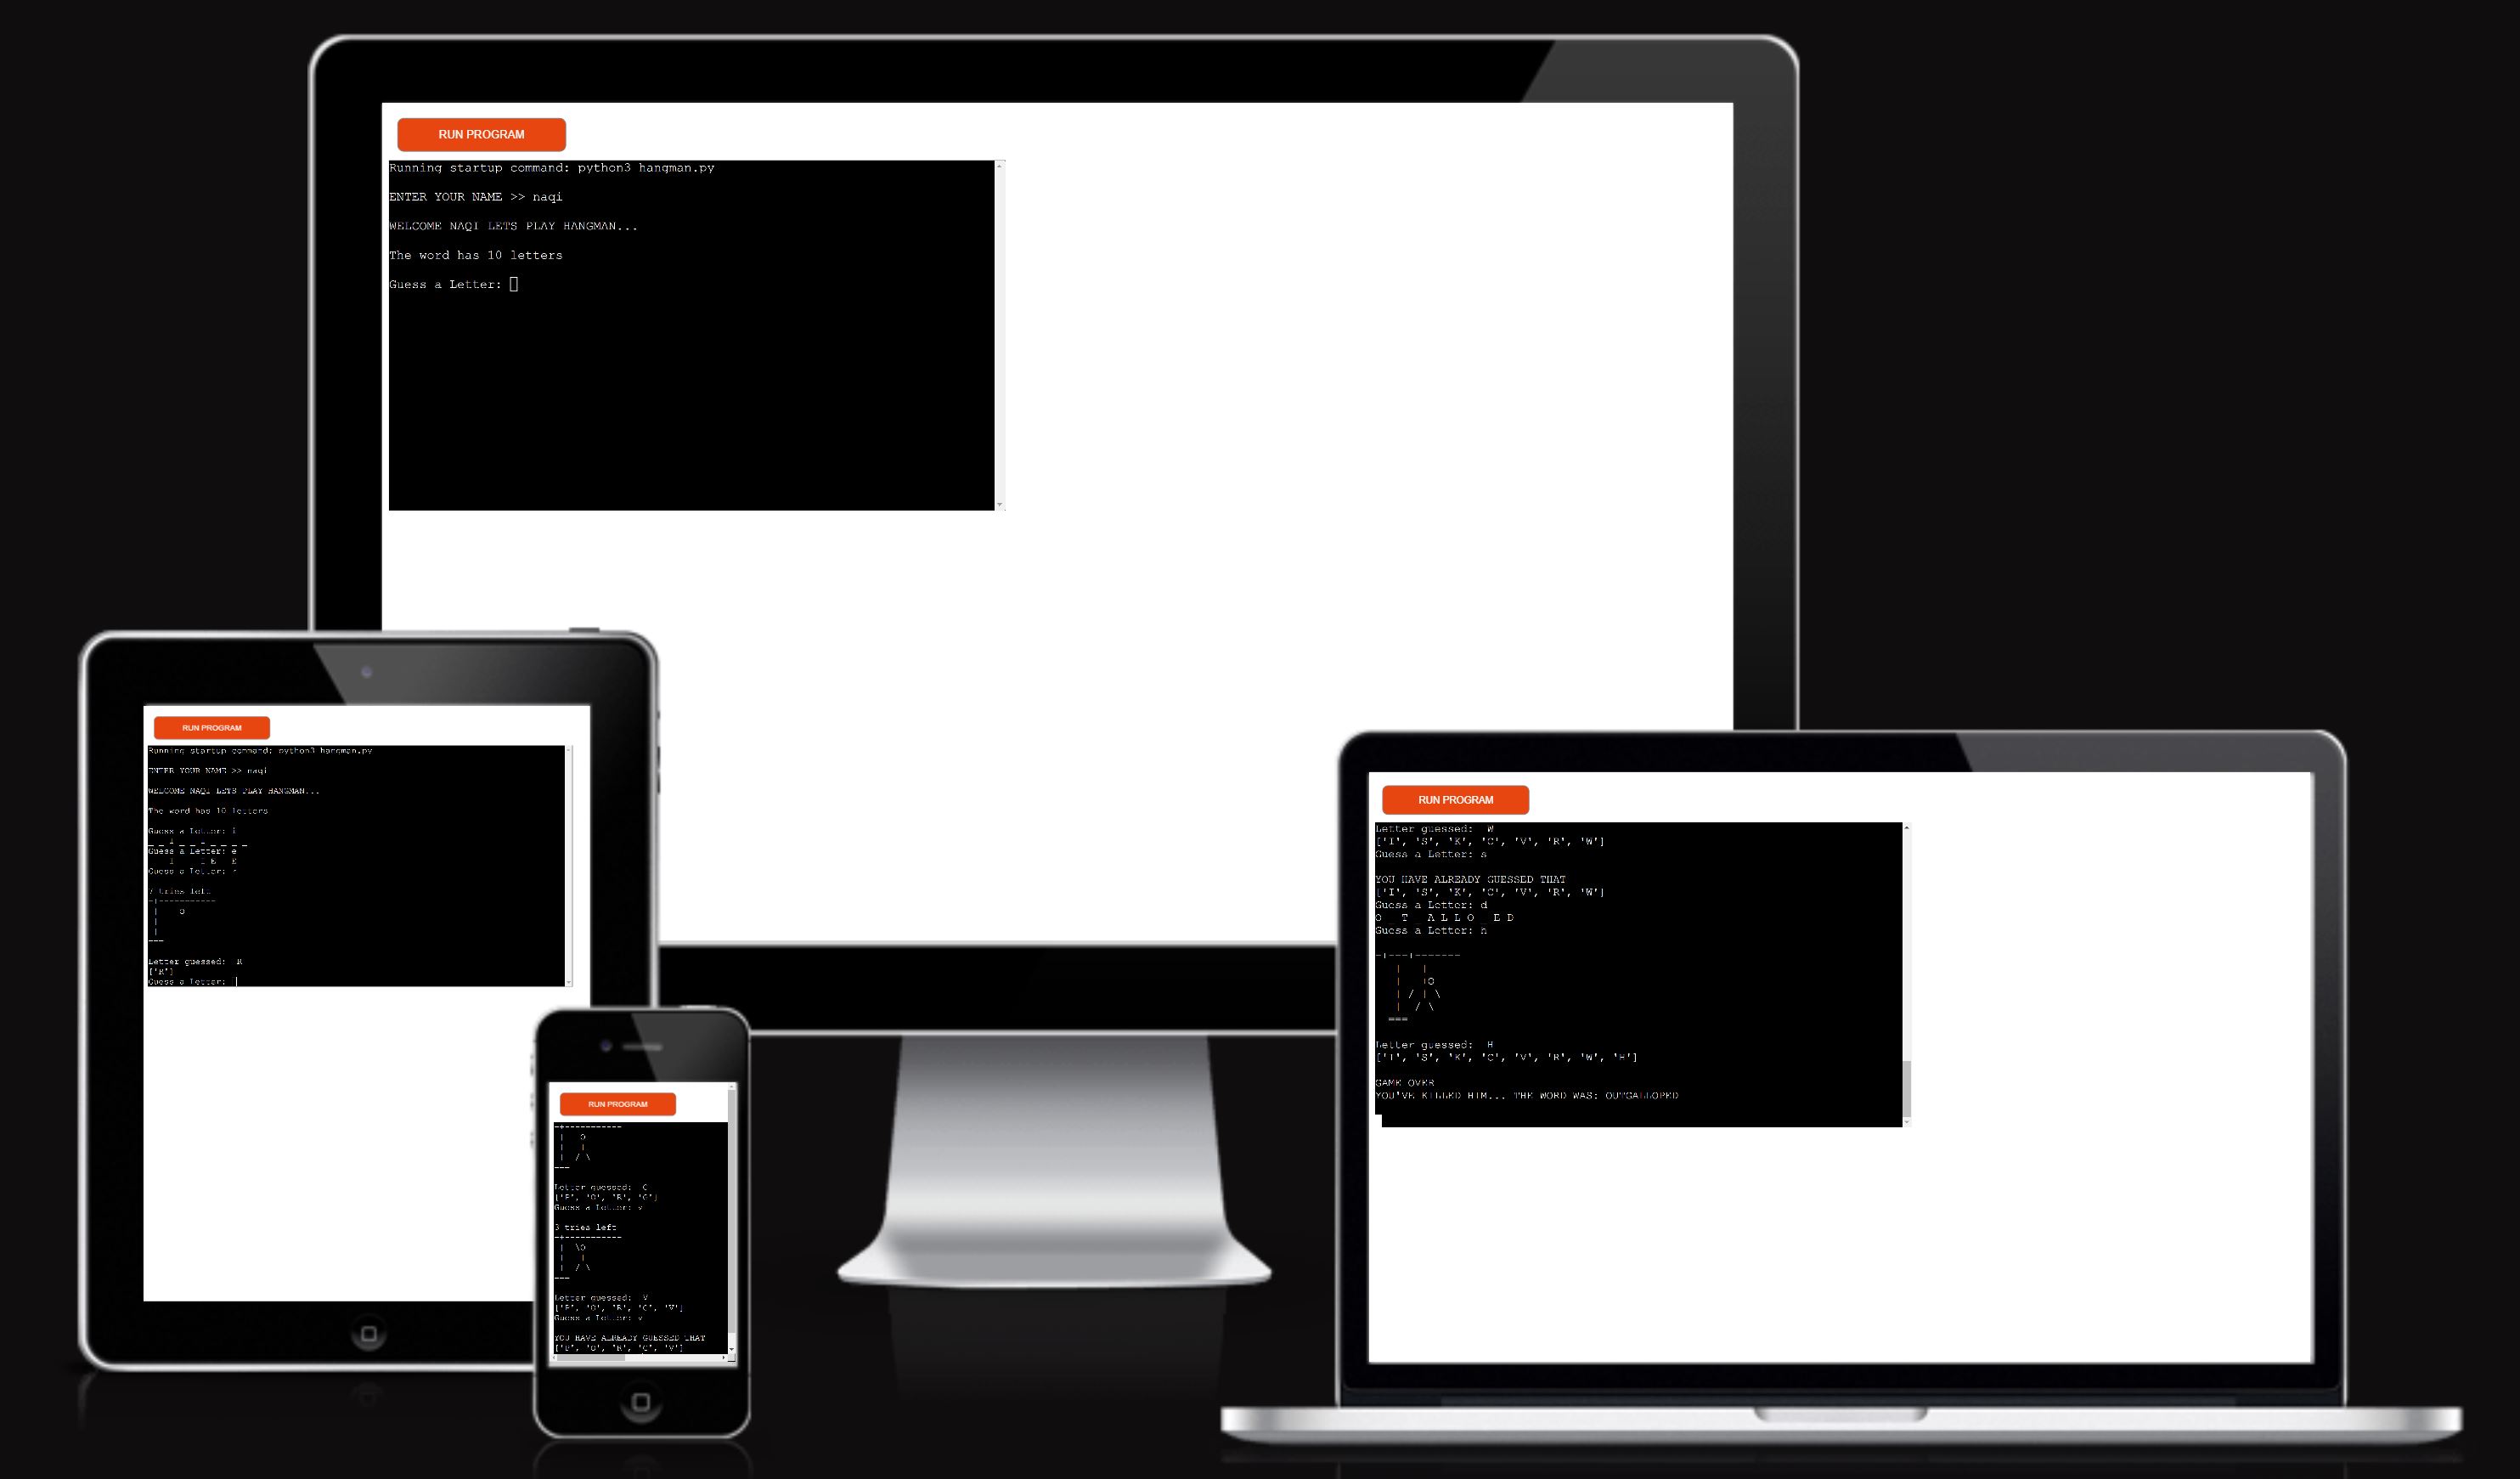 RUN PROGRAM
Running startup command: python3 hangman.py
ENTER YOUR NAME >> naqi
WELCOME NAQI LETS PLAY HANGMAN...
The word has 10 letters
Guess a Letter:
RUN PROGRAM
Running startup command: python3 hangman.py
ENTER YOUR NAME >> naqi
WELCOME NAQI LETS PLAY HANGMAN...
The word has 10 letters
Guess a Letter: i
Guess a Letter: e
Guess a Letter: r
7 tries left
-+-----------
 |    O
 |
 |
 |
===
Letter guessed:  R
['R']
Guess a Letter:
RUN PROGRAM
-+-----------
 |   O
 |   |
 |  / \
===
Letter guessed:  C
Guess a Letter: v
3 tries left
-+-----------
 |  \O
 |   |
 |  / \
===
Letter guessed:  V
Guess a Letter: v
YOU HAVE ALREADY GUESSED THAT
RUN PROGRAM
Letter guessed:  W
['I', 'S', 'K', 'C', 'V', 'R', 'W']
Guess a Letter: s
YOU HAVE ALREADY GUESSED THAT
['I', 'S', 'K', 'C', 'V', 'R', 'W']
Guess a Letter: d
O   T   A L L O   E D
Guess a Letter: h
-+---+-------
   |   |
   |   |O
   | / | \
   |  / \
  ===
Letter guessed:  H
['I', 'S', 'K', 'C', 'V', 'R', 'W', 'H']
GAME OVER
YOU'VE KILLED HIM... THE WORD WAS: OUTGALLOPED